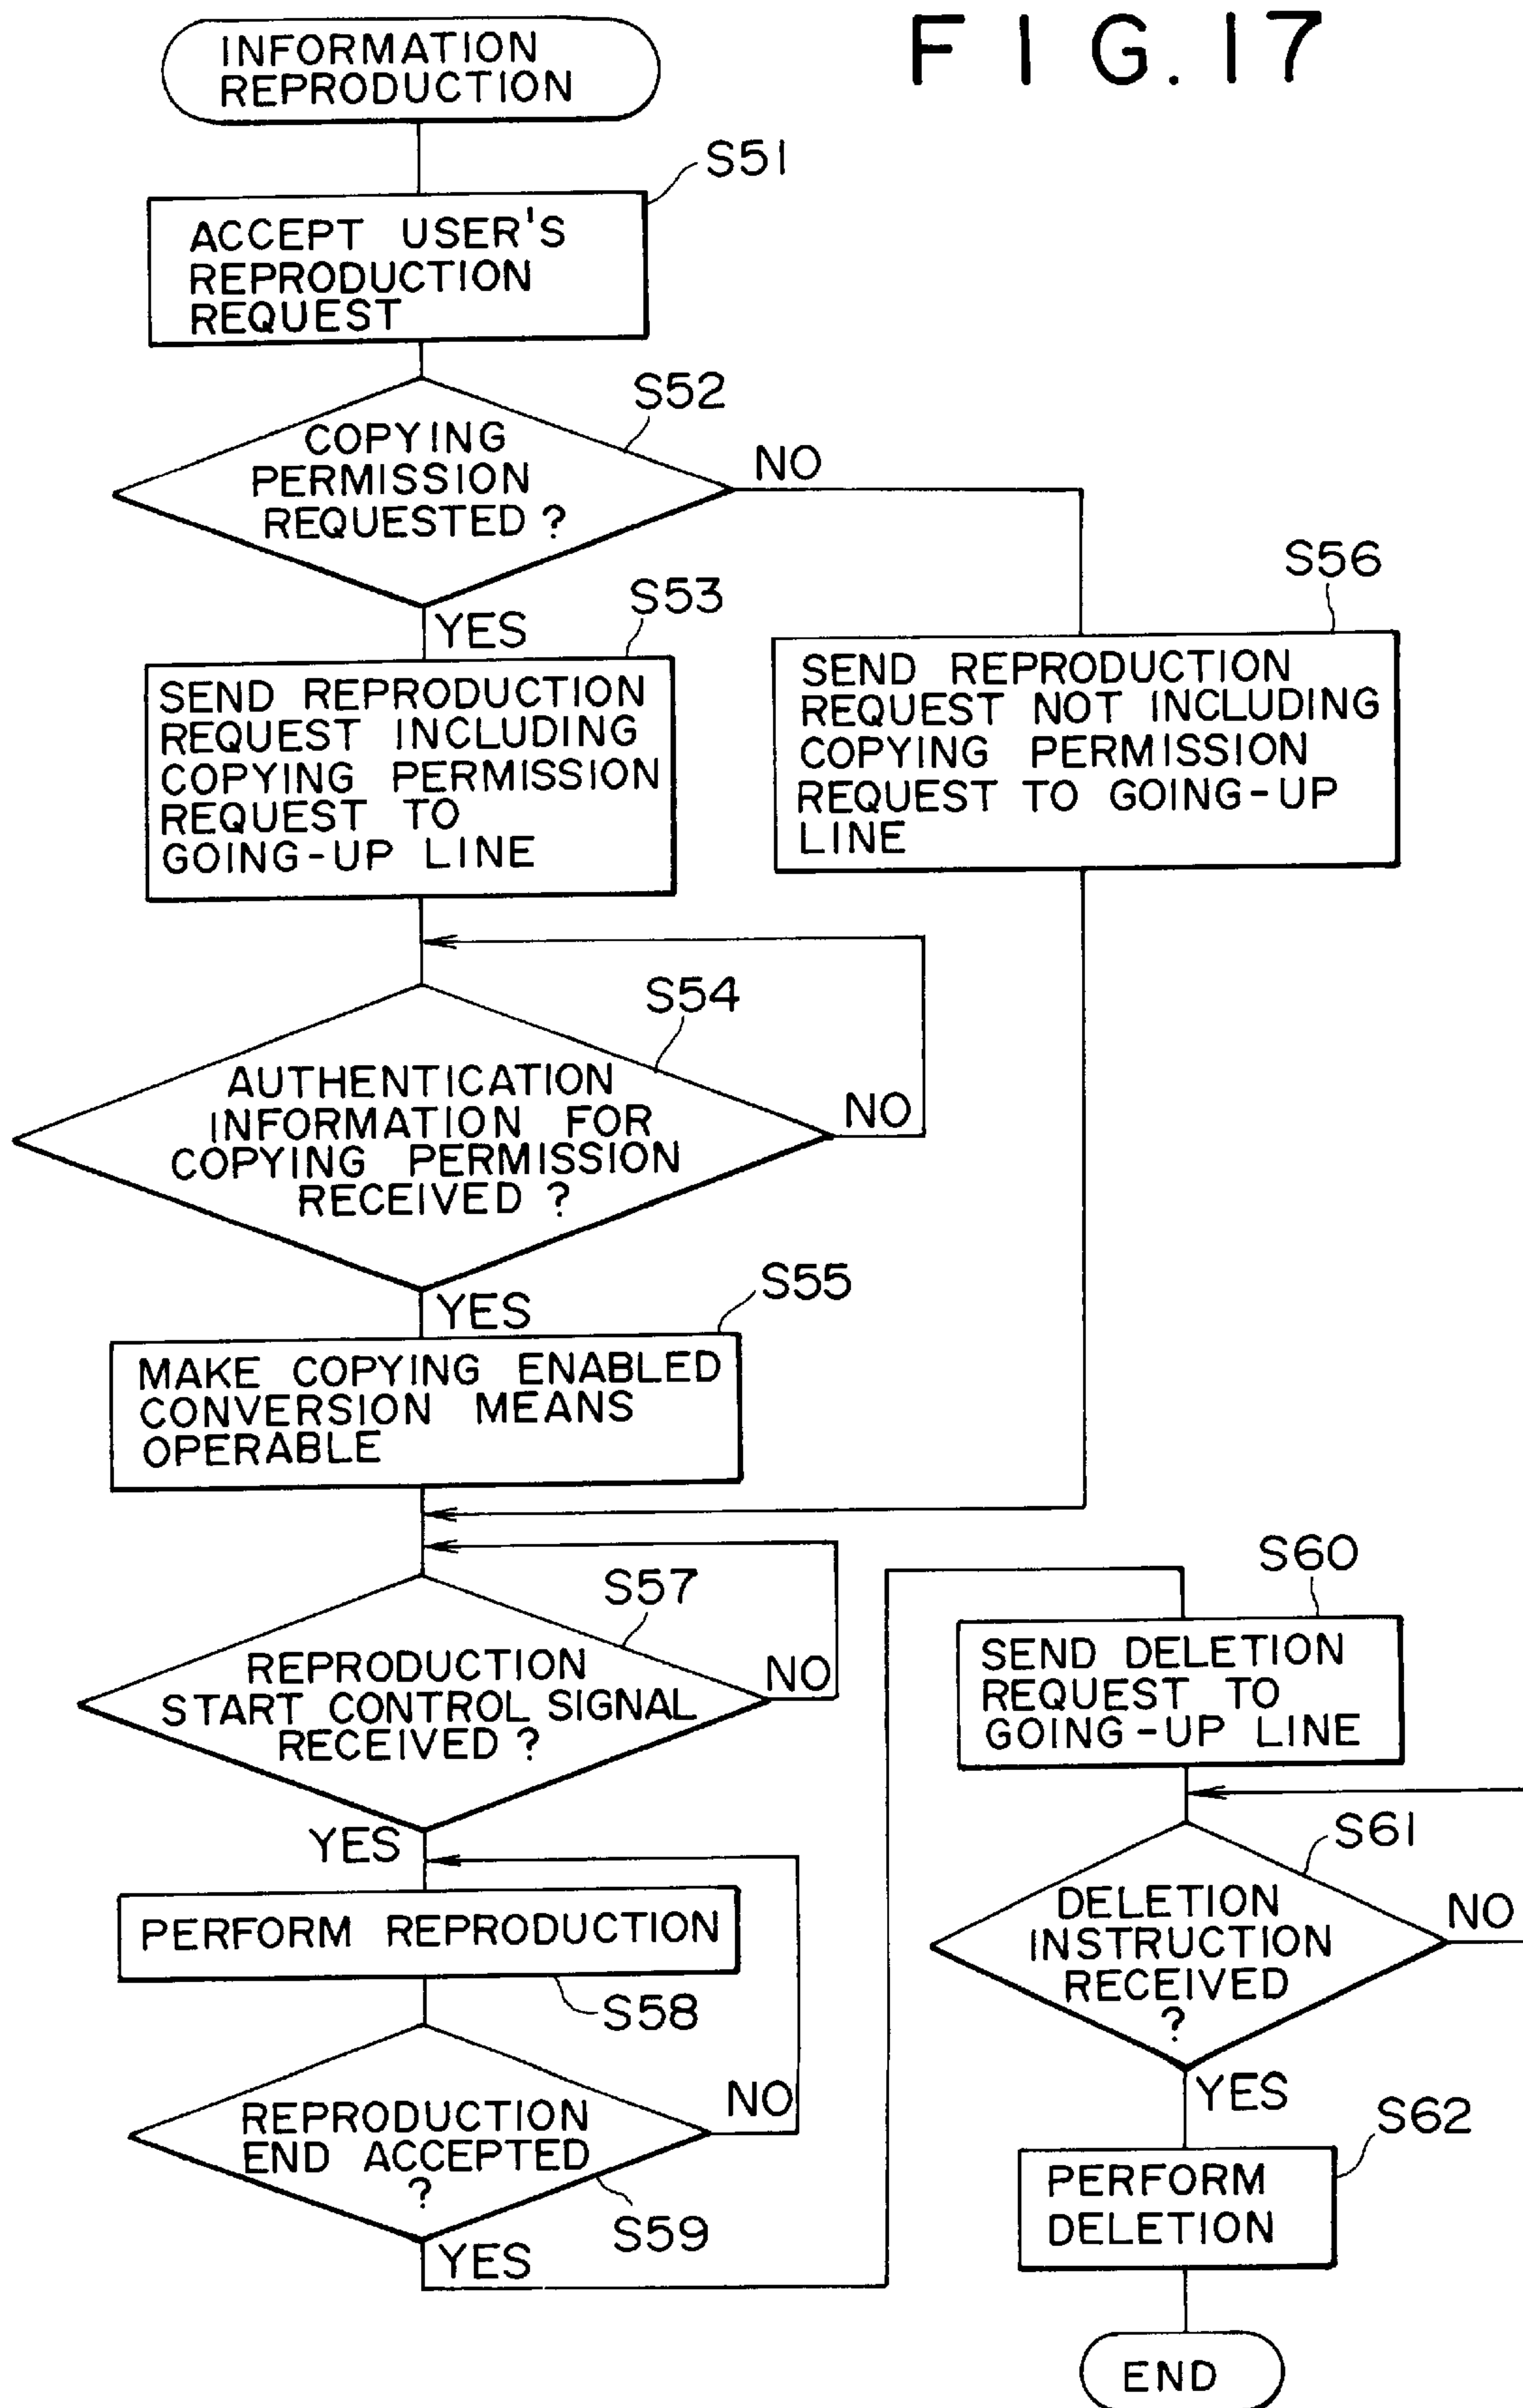 FIG. 17
INFORMATION
REPRODUCTION
S51
ACCEPT USER'S
REPRODUCTION
REQUEST
S52
COPYING
PERMISSION
REQUESTED ?
NO
YES
S53
SEND REPRODUCTION
REQUEST INCLUDING
COPYING PERMISSION
REQUEST TO
GOING-UP LINE
S56
SEND REPRODUCTION
REQUEST NOT INCLUDING
COPYING PERMISSION
REQUEST TO GOING-UP
LINE
S54
AUTHENTICATION
INFORMATION FOR
COPYING PERMISSION
RECEIVED ?
NO
YES
S55
MAKE COPYING ENABLED
CONVERSION MEANS
OPERABLE
S57
REPRODUCTION
START CONTROL SIGNAL
RECEIVED ?
NO
YES
PERFORM REPRODUCTION
S58
REPRODUCTION
END ACCEPTED
?
NO
S59
YES
S60
SEND DELETION
REQUEST TO
GOING-UP LINE
S61
DELETION
INSTRUCTION
RECEIVED
?
NO
YES
S62
PERFORM
DELETION
END